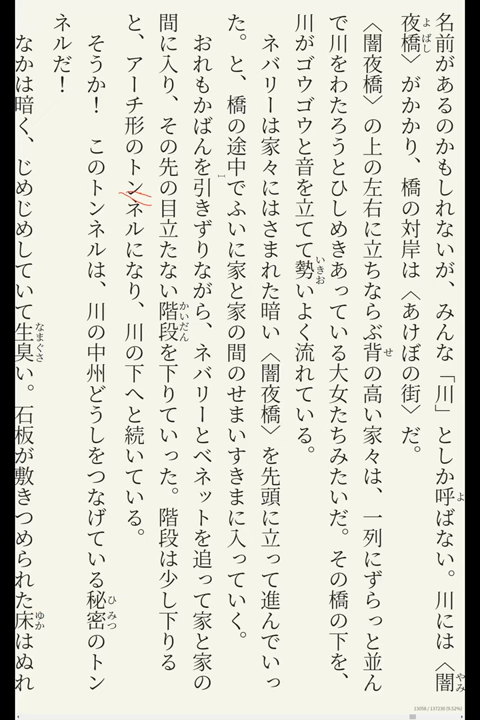 名前があるのかもしれないが、みんな「川」としか呼ばない。川には〈闇
夜橋〉がかかり、橋の対岸は〈あけぼの街〉だ。
〈闇夜橋〉の上の左右に立ちならぶ背の高い家々は、一列にずらっと並ん
で川をわたろうとひしめきあっている大女たちみたいだ。その橋の下を、
川がゴウゴウと音を立てて勢いよく流れている。
ネバリーは家々にはさまれた暗い〈闇夜橋〉を先頭に立って進んでいっ
た。と、橋の途中でふいに家と家の間のせまいすきまに入っていく。
おれもかばんを引きずりながら、ネバリーとベネットを追って家と家の
間に入り、その先の目立たない階段を下りていった。階段は少し下りる
と、アーチ形のトンネルになり、川の下へと続いている。
そうか！　このトンネルは、川の中州どうしをつなげている秘密のトン
ネルだ！
なかは暗く、じめじめしていて生臭い。石板が敷きつめられた床はぬれ